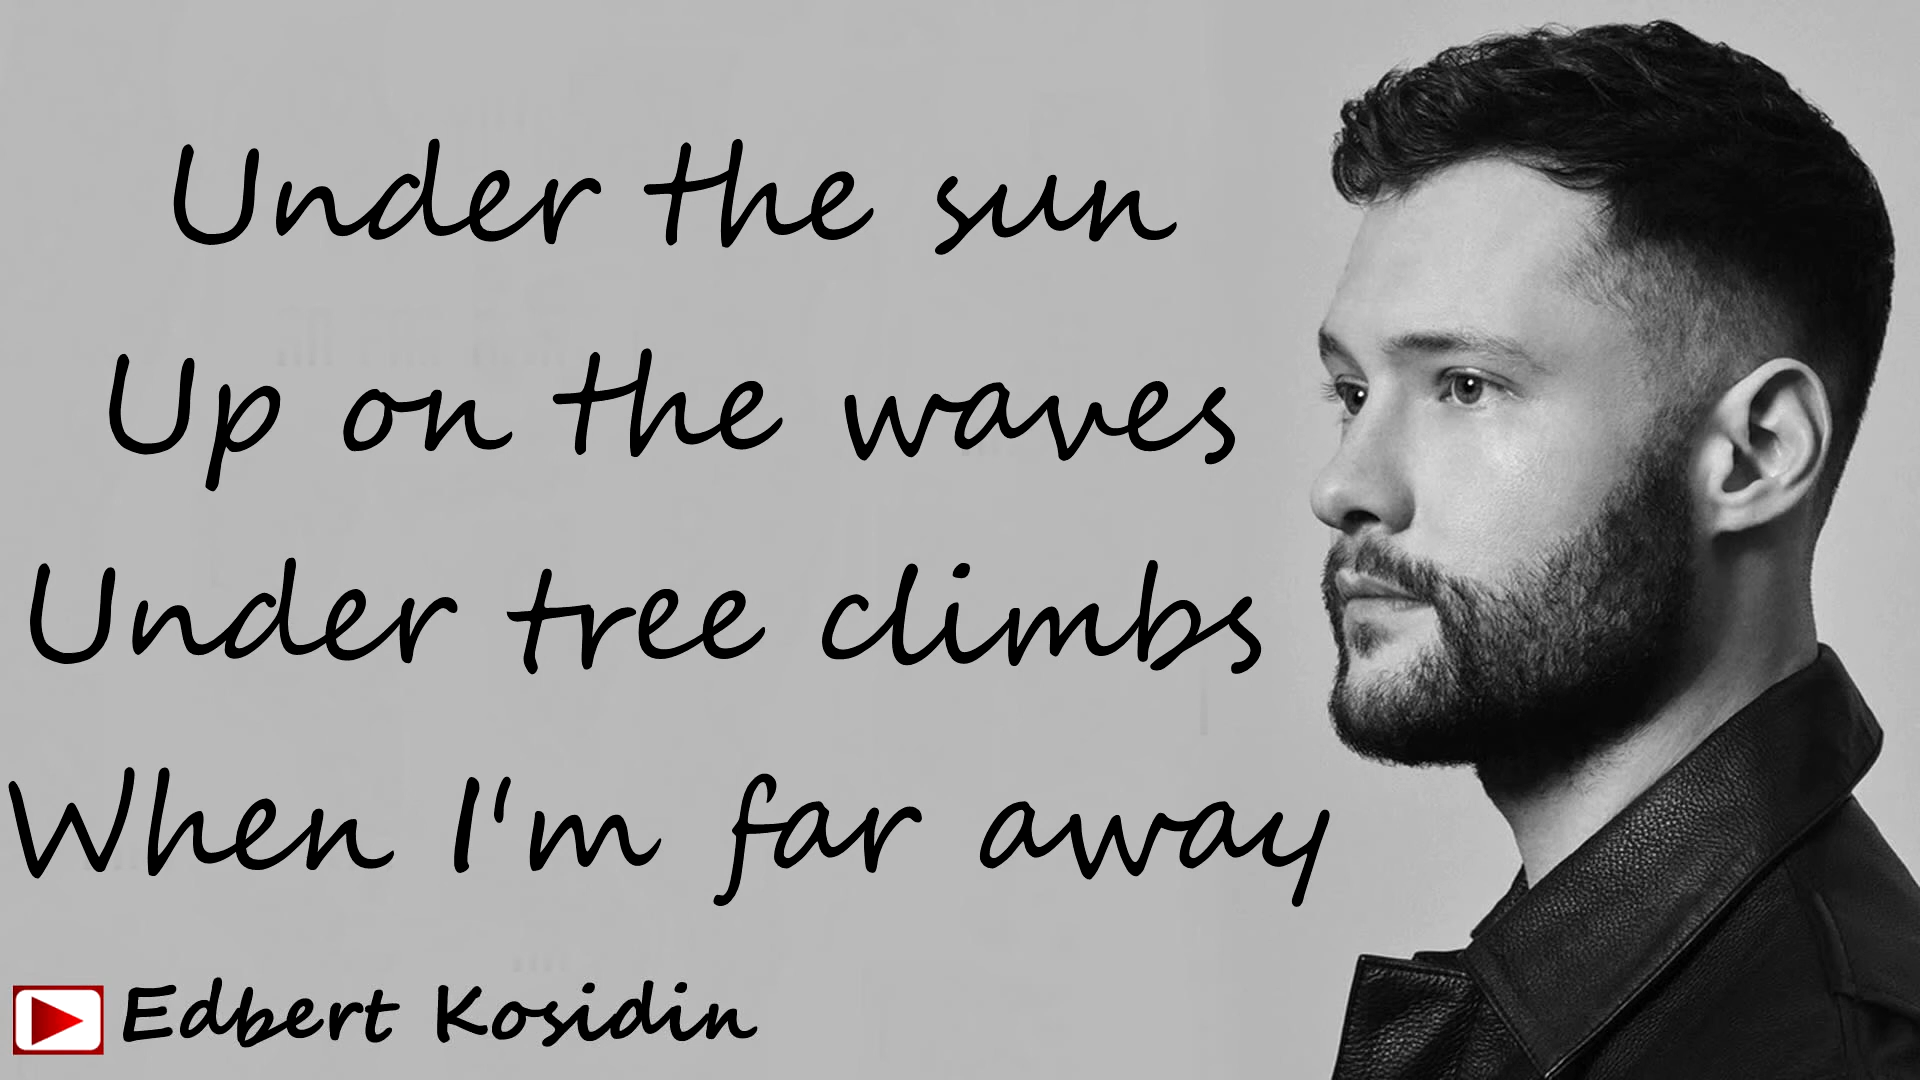 Under the sun
Up on the waves
Under tree climbs
When I'm far away
Edbert Kosidin